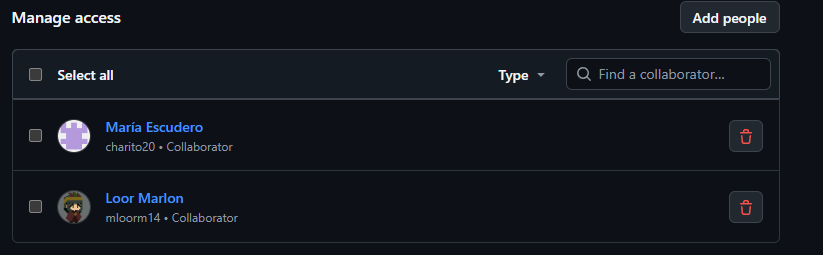 Manage access
Add people
Select all
Type
Find a collaborator...
María Escudero
charito20 • Collaborator
Loor Marlon
mloorm14 • Collaborator